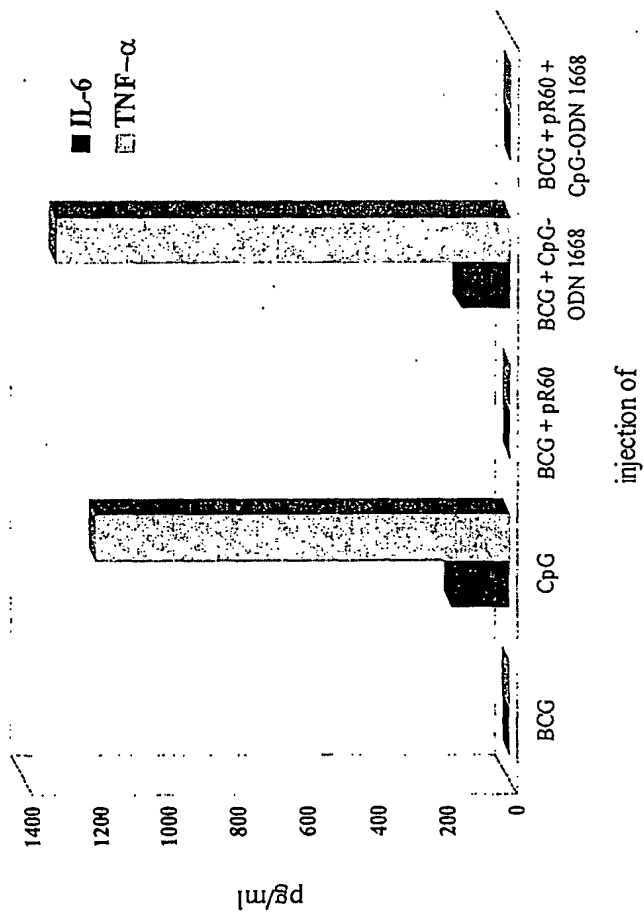 IL-6
TNF-α
pg/ml
1400
1200
1000
800
600
400
200
0
BCG
CpG
BCG + pR60
BCG + CpG-
ODN 1668
BCG + pR60 +
CpG-ODN 1668
injection of